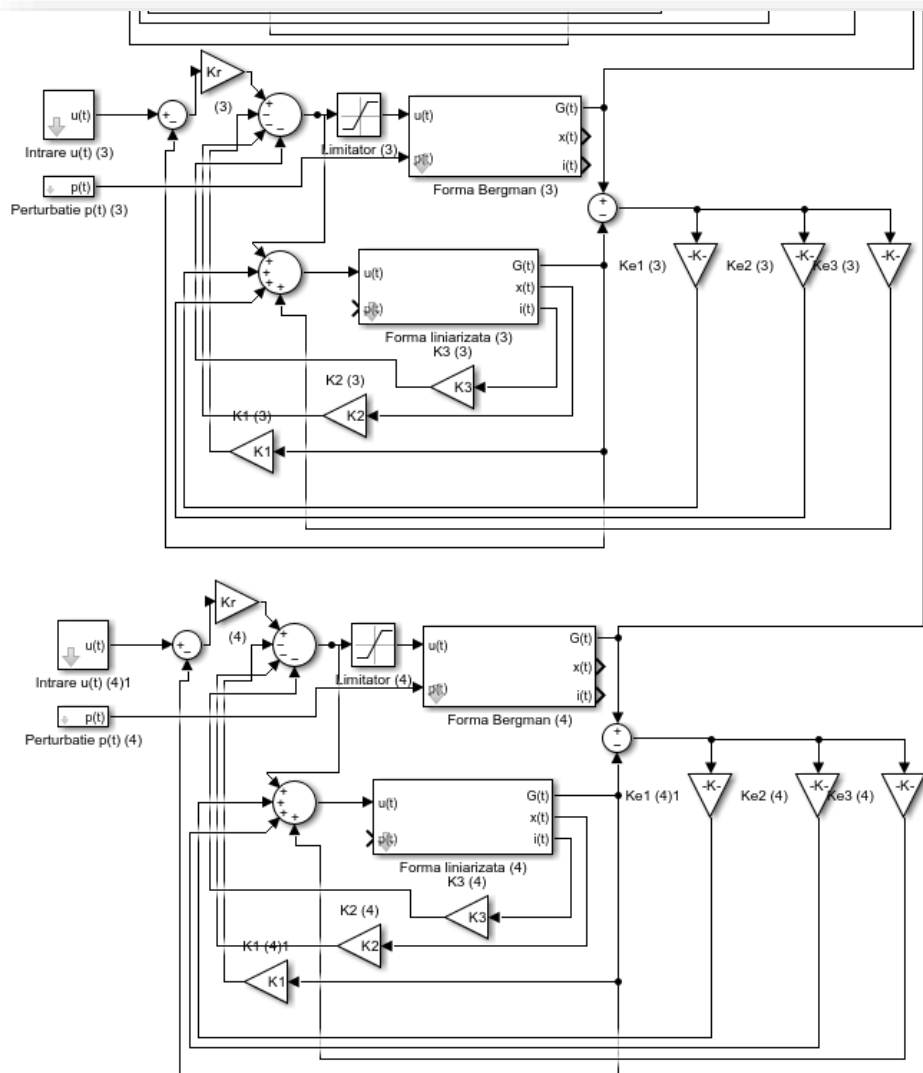 Kr
(3)
+
−
−
−
u(t)
+
−
Intrare u(t) (3)
p(t)
Perturbatie p(t) (3)
Limitator (3)
u(t)
p(t)
G(t)
x(t)
i(t)
Forma Bergman (3)
+
−
-K-
-K-
-K-
Ke1 (3)
Ke2 (3)
Ke3 (3)
+
+
+
+
u(t)
p(t)
G(t)
x(t)
i(t)
Forma liniarizata (3)
K3 (3)
K3
K2 (3)
K2
K1 (3)
K1
Kr
(4)
+
−
−
−
u(t)
+
−
Intrare u(t) (4)1
p(t)
Perturbatie p(t) (4)
Limitator (4)
u(t)
p(t)
G(t)
x(t)
i(t)
Forma Bergman (4)
+
−
-K-
-K-
-K-
Ke1 (4)1
Ke2 (4)
Ke3 (4)
+
+
+
+
u(t)
p(t)
G(t)
x(t)
i(t)
Forma liniarizata (4)
K3 (4)
K3
K2 (4)
K2
K1 (4)1
K1